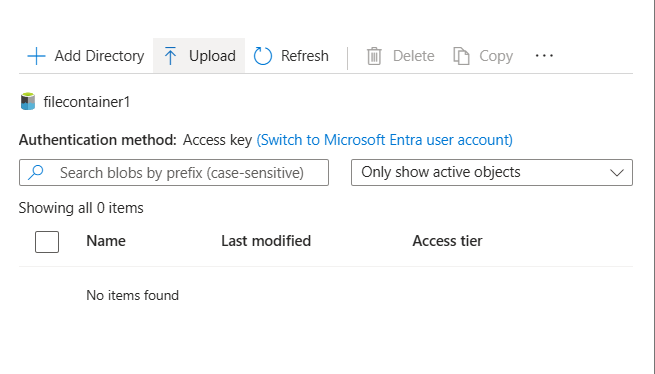 Add Directory Upload Refresh Delete Copy ···
filecontainer1
Authentication method: Access key (Switch to Microsoft Entra user account)
Search blobs by prefix (case-sensitive) Only show active objects
Showing all 0 items
Name Last modified Access tier
No items found